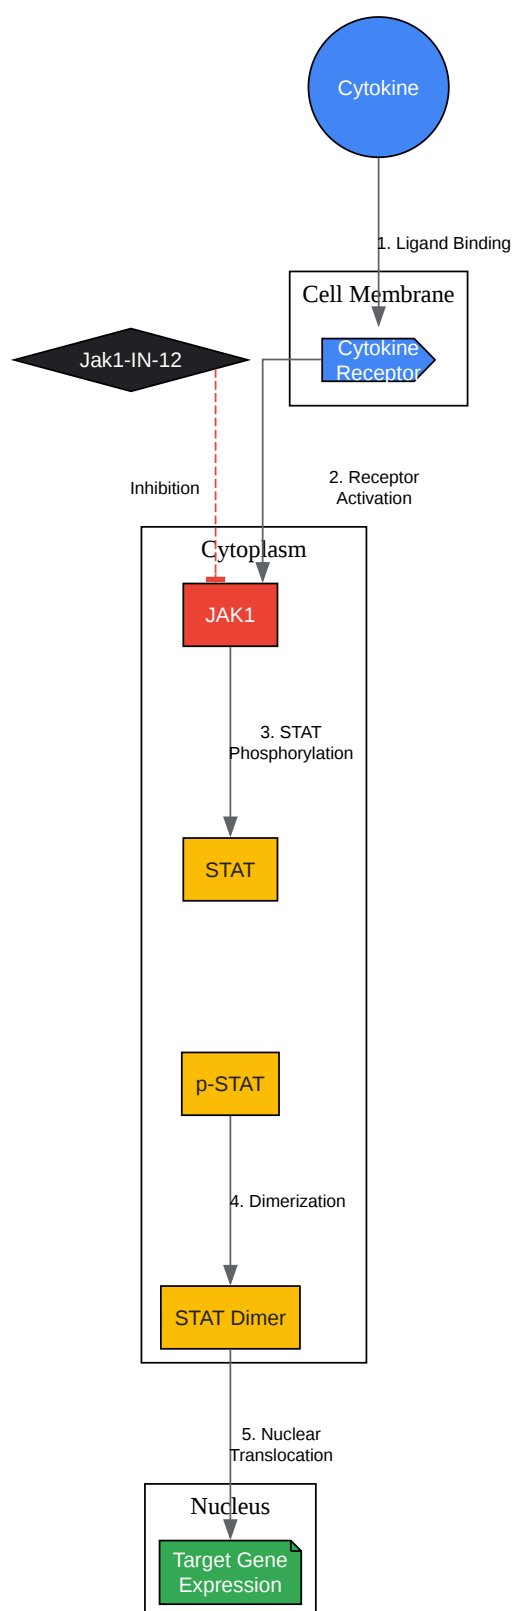 Cytokine
1. Ligand Binding
Cell Membrane
Cytokine
Receptor
Jak1-IN-12
2. Receptor
Activation
Inhibition
Cytoplasm
JAK1
3. STAT
Phosphorylation
STAT
p-STAT
4. Dimerization
STAT Dimer
5. Nuclear
Translocation
Nucleus
Target Gene
Expression